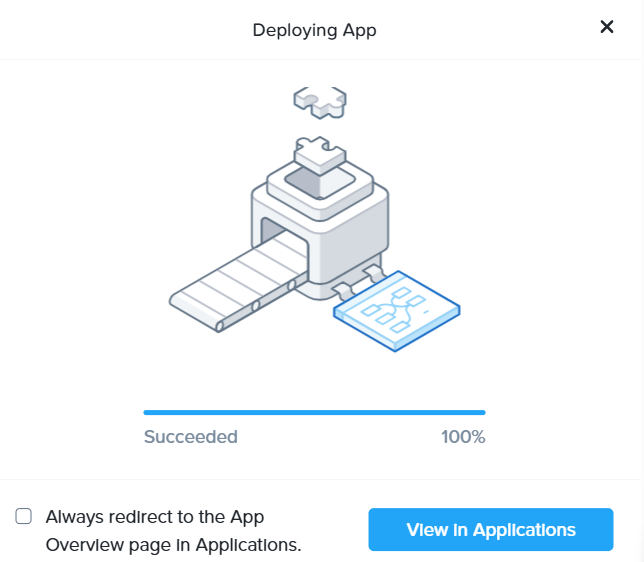 Deploying App
Succeeded 100%
Always redirect to the App
Overview page in Applications.
View in Applications